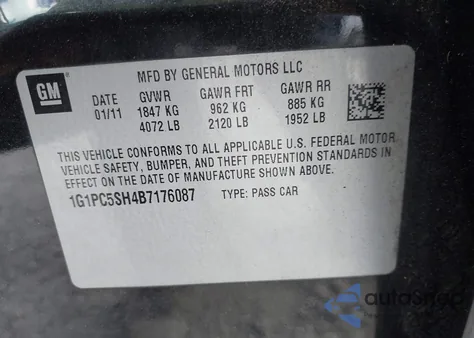 GM
MFD BY GENERAL MOTORS LLC
DATE GVWR GAWR FRT GAWR RR
01/11 1847 KG 962 KG 885 KG
4072 LB 2120 LB 1952 LB
THIS VEHICLE CONFORMS TO ALL APPLICABLE U.S. FEDERAL MOTOR
VEHICLE SAFETY, BUMPER, AND THEFT PREVENTION STANDARDS IN
EFFECT ON THE DATE OF MANUFACTURE SHOWN ABOVE.
1G1PC5SH4B7176087 TYPE: PASS CAR